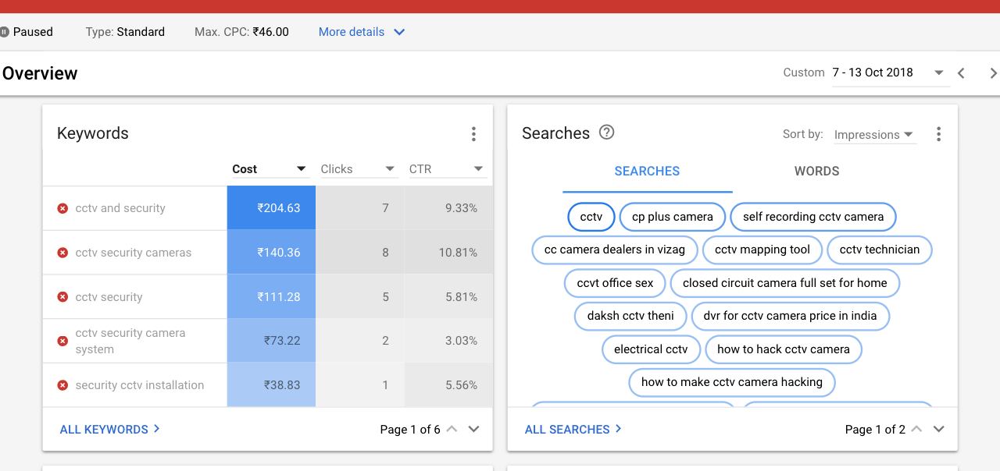 Paused Type: Standard Max. CPC: ₹46.00 More details
Overview Custom 7 - 13 Oct 2018
Keywords
Cost Clicks CTR
cctv and security ₹204.63 7 9.33%
cctv security cameras ₹140.36 8 10.81%
cctv security ₹111.28 5 5.81%
cctv security camera
system ₹73.22 2 3.03%
security cctv installation ₹38.83 1 5.56%
ALL KEYWORDS Page 1 of 6
Searches Sort by: Impressions
SEARCHES WORDS
cctv cp plus camera self recording cctv camera
cc camera dealers in vizag cctv mapping tool cctv technician
ccvt office sex closed circuit camera full set for home
daksh cctv theni dvr for cctv camera price in india
electrical cctv how to hack cctv camera
how to make cctv camera hacking
ALL SEARCHES Page 1 of 2